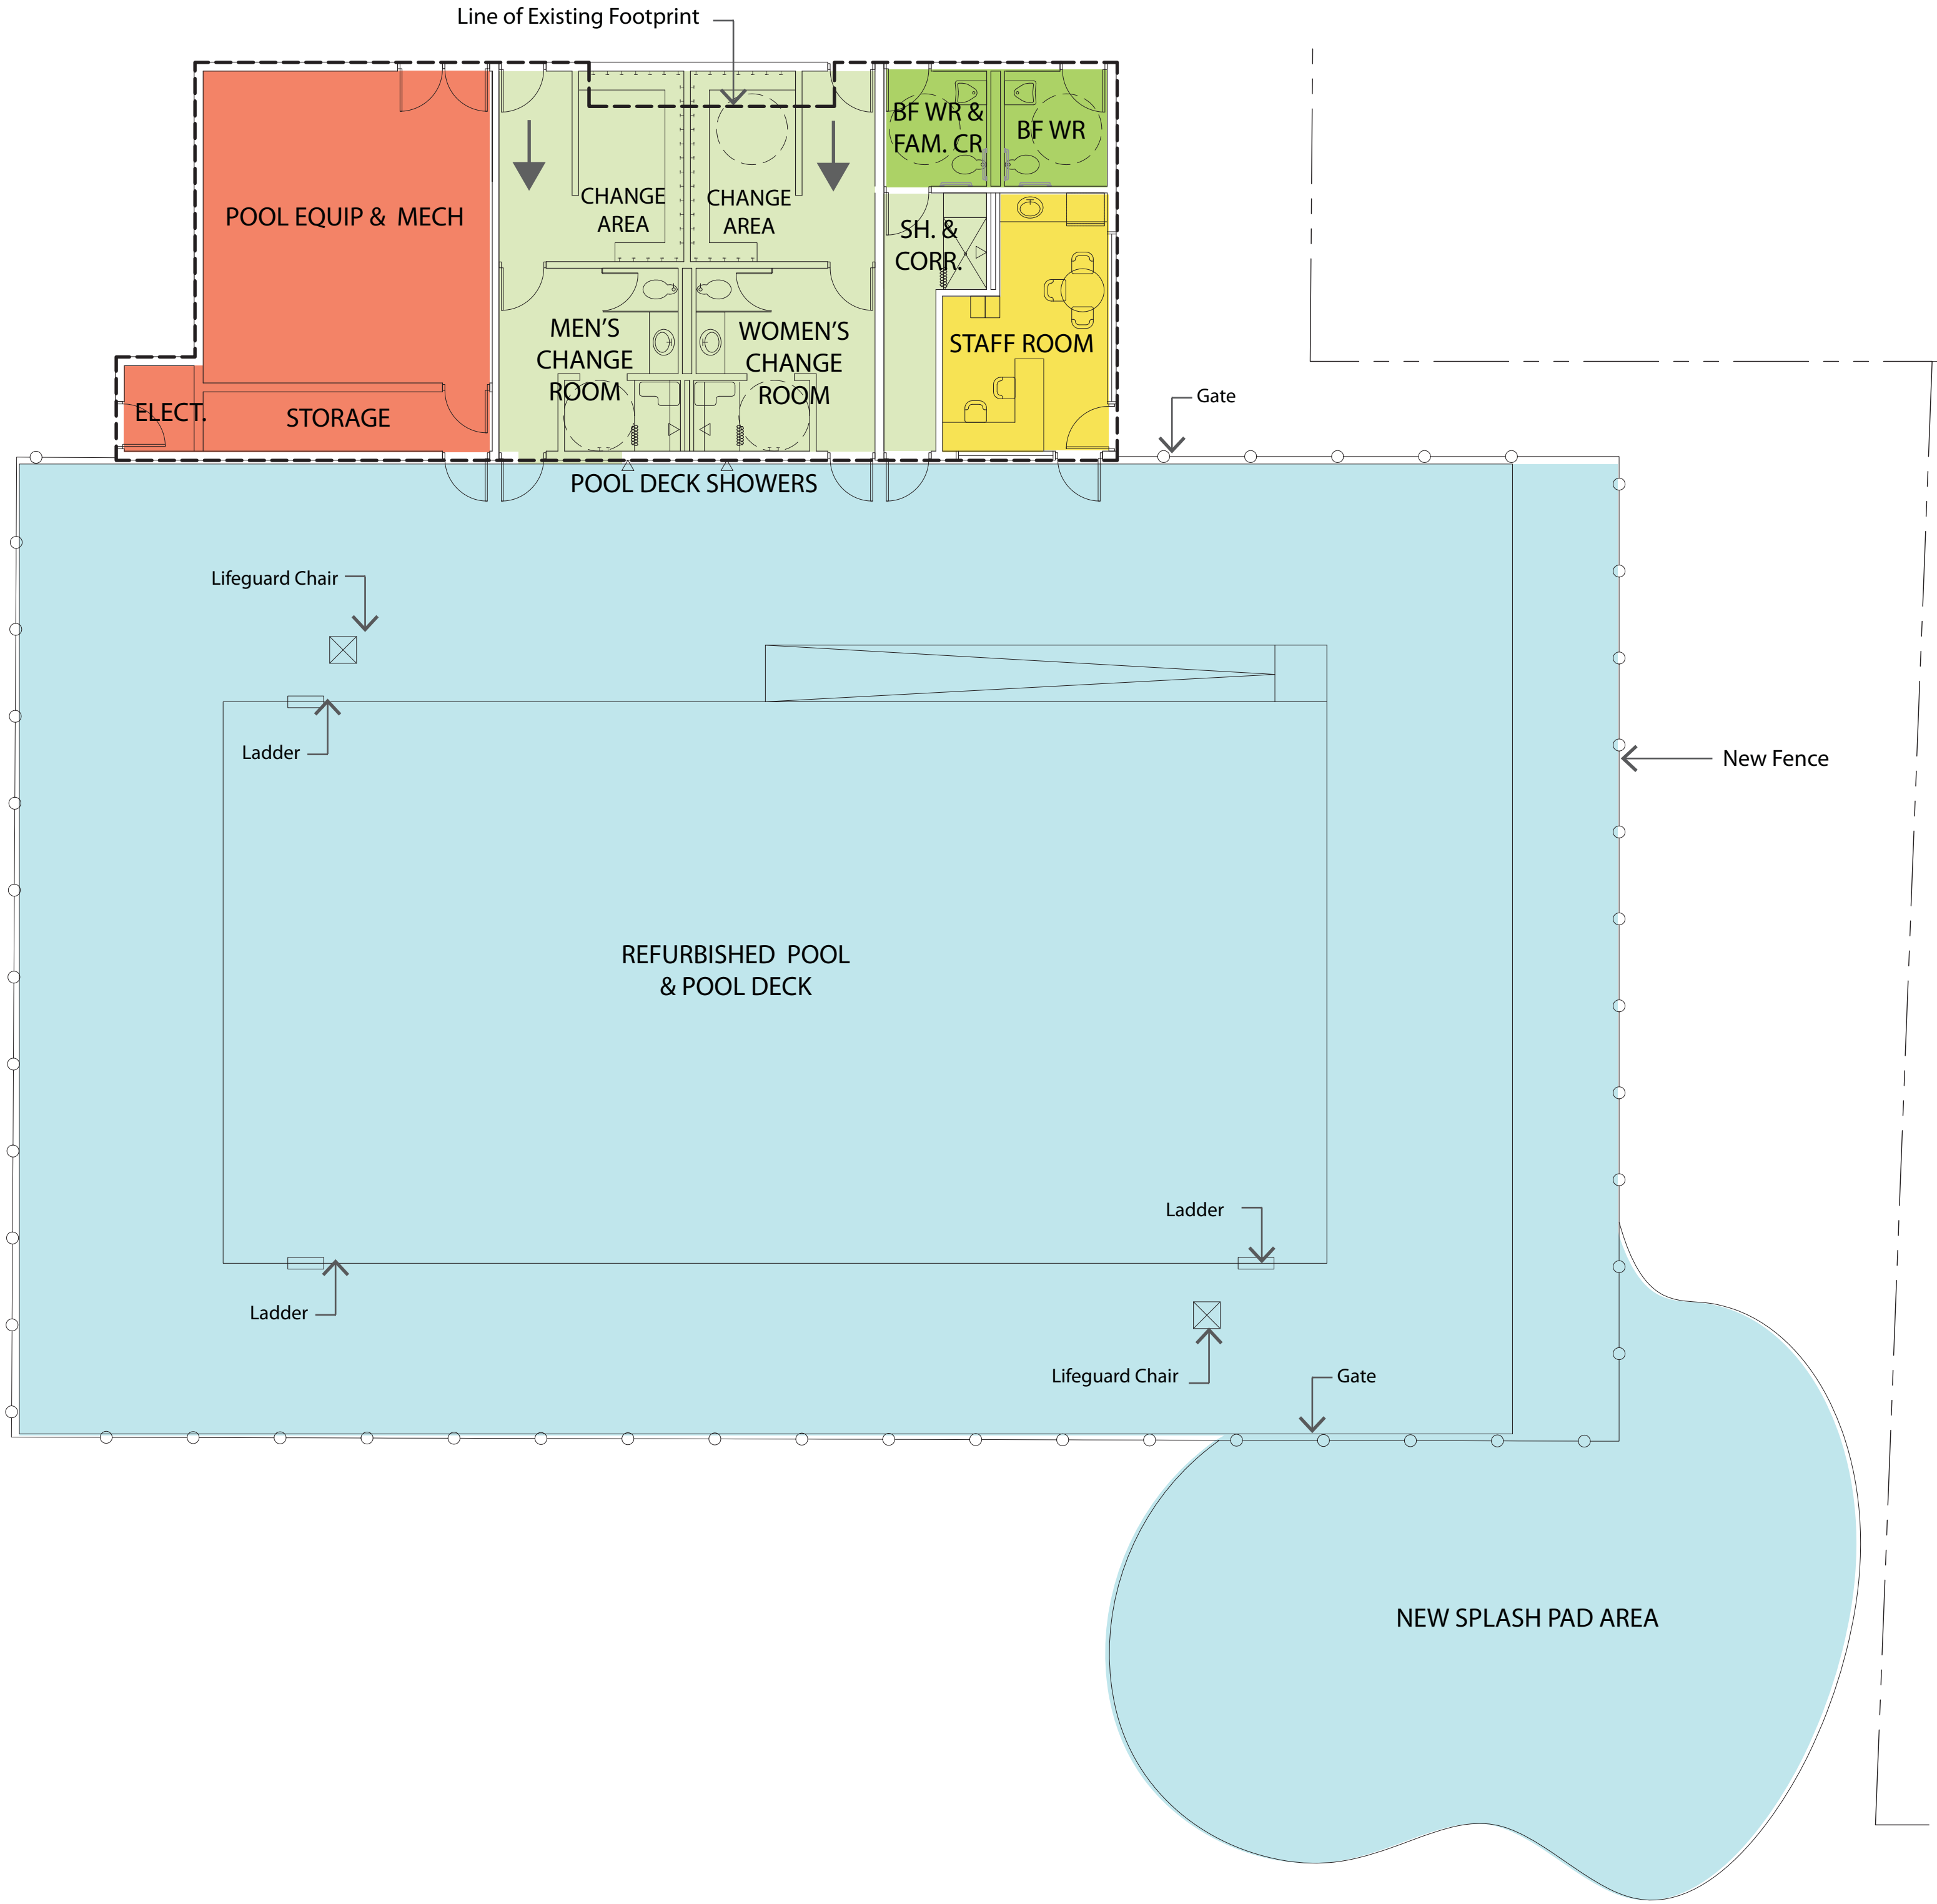 Line of Existing Footprint
BF WR &
FAM. CR
BF WR
POOL EQUIP & MECH
CHANGE
AREA
CHANGE
AREA
SH. &
CORR.
MEN'S
CHANGE
ROOM
WOMEN'S
CHANGE
ROOM
STAFF ROOM
ELECT.
STORAGE
Gate
POOL DECK SHOWERS
Lifeguard Chair
Ladder
New Fence
REFURBISHED POOL
& POOL DECK
Ladder
Ladder
Lifeguard Chair
Gate
NEW SPLASH PAD AREA